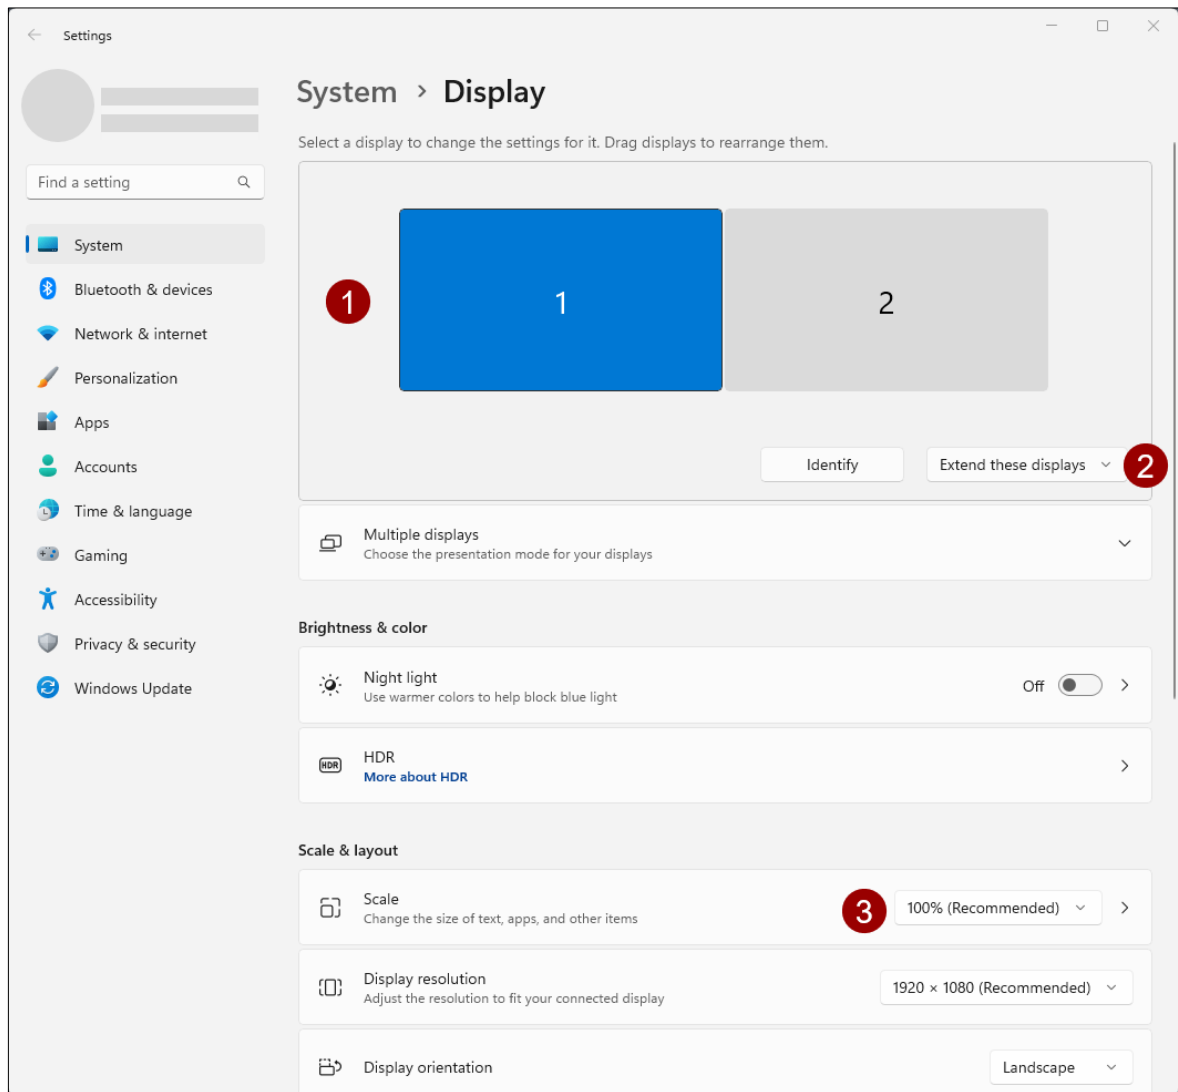 Settings
System > Display
Select a display to change the settings for it. Drag displays to rearrange them.
Find a setting
System
Bluetooth & devices
Network & internet
Personalization
Apps
Accounts
Time & language
Gaming
Accessibility
Privacy & security
Windows Update
1
1
2
Identify
Extend these displays
2
Multiple displays
Choose the presentation mode for your displays
Brightness & color
Night light
Use warmer colors to help block blue light
Off
HDR
HDR
More about HDR
Scale & layout
Scale
Change the size of text, apps, and other items
3
100% (Recommended)
Display resolution
Adjust the resolution to fit your connected display
1920 × 1080 (Recommended)
Display orientation
Landscape